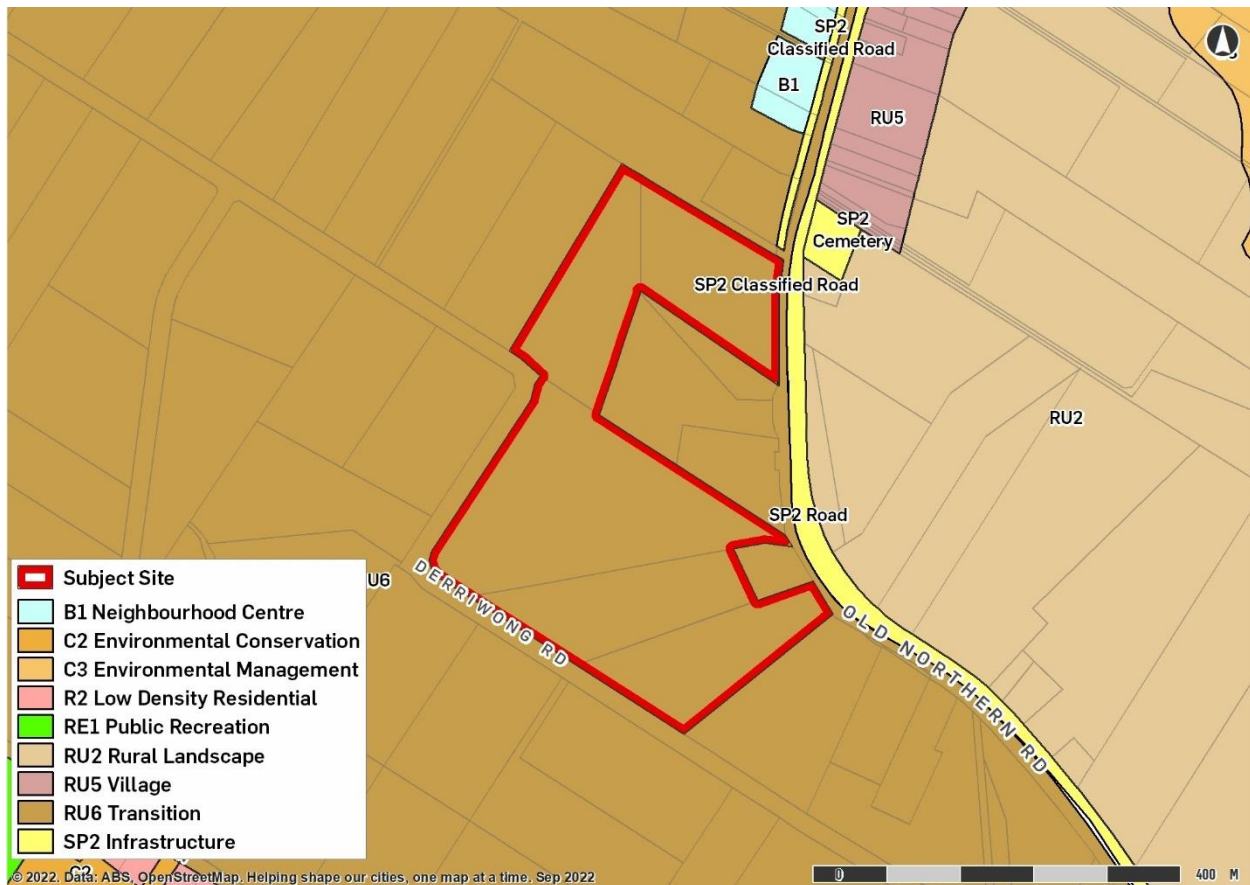 SP2
Classified Road
B1
RU5
SP2
Cemetery
SP2 Classified Road
RU2
SP2 Road
U6
DERRIWONG RD
OLD NORTHERN RD
Subject Site
B1 Neighbourhood Centre
C2 Environmental Conservation
C3 Environmental Management
R2 Low Density Residential
RE1 Public Recreation
RU2 Rural Landscape
RU5 Village
RU6 Transition
SP2 Infrastructure
C2
© 2022. Data: ABS, OpenStreetMap. Helping shape our cities, one map at a time. Sep 2022
0 400 M